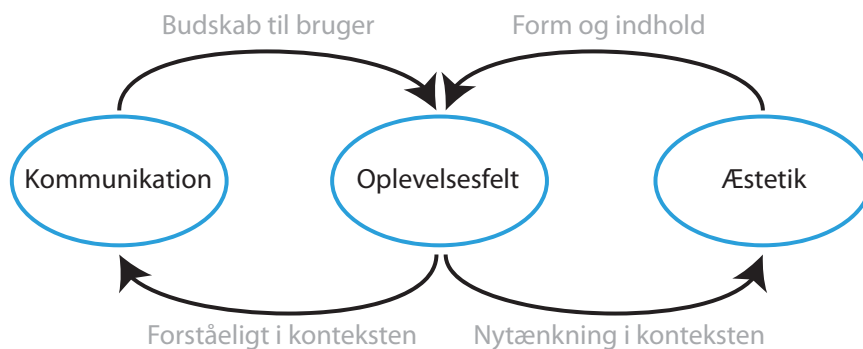 Budskab til bruger
Form og indhold
Kommunikation
Oplevelsesfelt
Æstetik
Forståeligt i konteksten
Nytænkning i konteksten